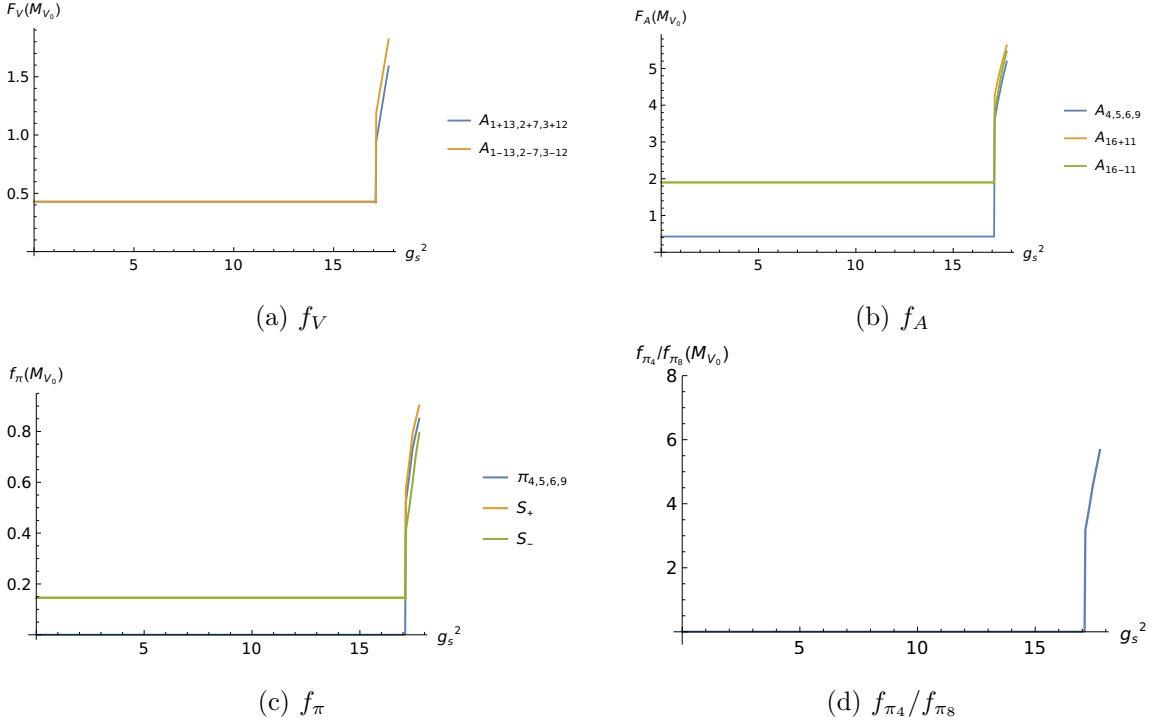 F_V(M_{V_0})
1.5
1.0
0.5
5
10
15
g_s^2
A_{1+13,2+7,3+12}
A_{1-13,2-7,3-12}
(a) f_V
F_A(M_{V_0})
5
4
3
2
1
5
10
15
g_s^2
A_{4,5,6,9}
A_{16+11}
A_{16-11}
(b) f_A
f_π(M_{V_0})
0.8
0.6
0.4
0.2
5
10
15
g_s^2
π_{4,5,6,9}
S_+
S_-
(c) f_π
f_{π_4}/f_{π_8}(M_{V_0})
8
6
4
2
5
10
15
g_s^2
(d) f_{π_4}/f_{π_8}